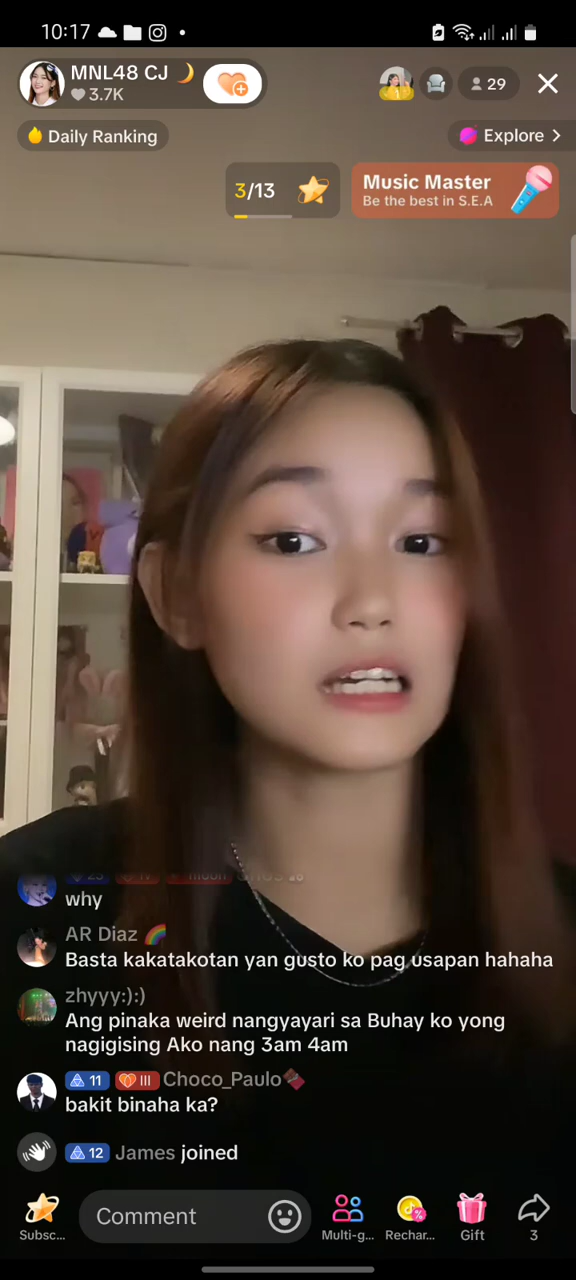 10:17
MNL48 CJ 🌙
3.7K
29
Daily Ranking
Explore >
3/13
Music Master
Be the best in S.E.A
why
AR Diaz 🌈
Basta kakatakotan yan gusto ko pag usapan hahaha
zhyyy:):)
Ang pinaka weird nangyayari sa Buhay ko yong
nagigising Ako nang 3am 4am
11 III Choco_Paulo🍫
bakit binaha ka?
12 James joined
Comment
Subsc...
Multi-g...
Rechar...
Gift
3